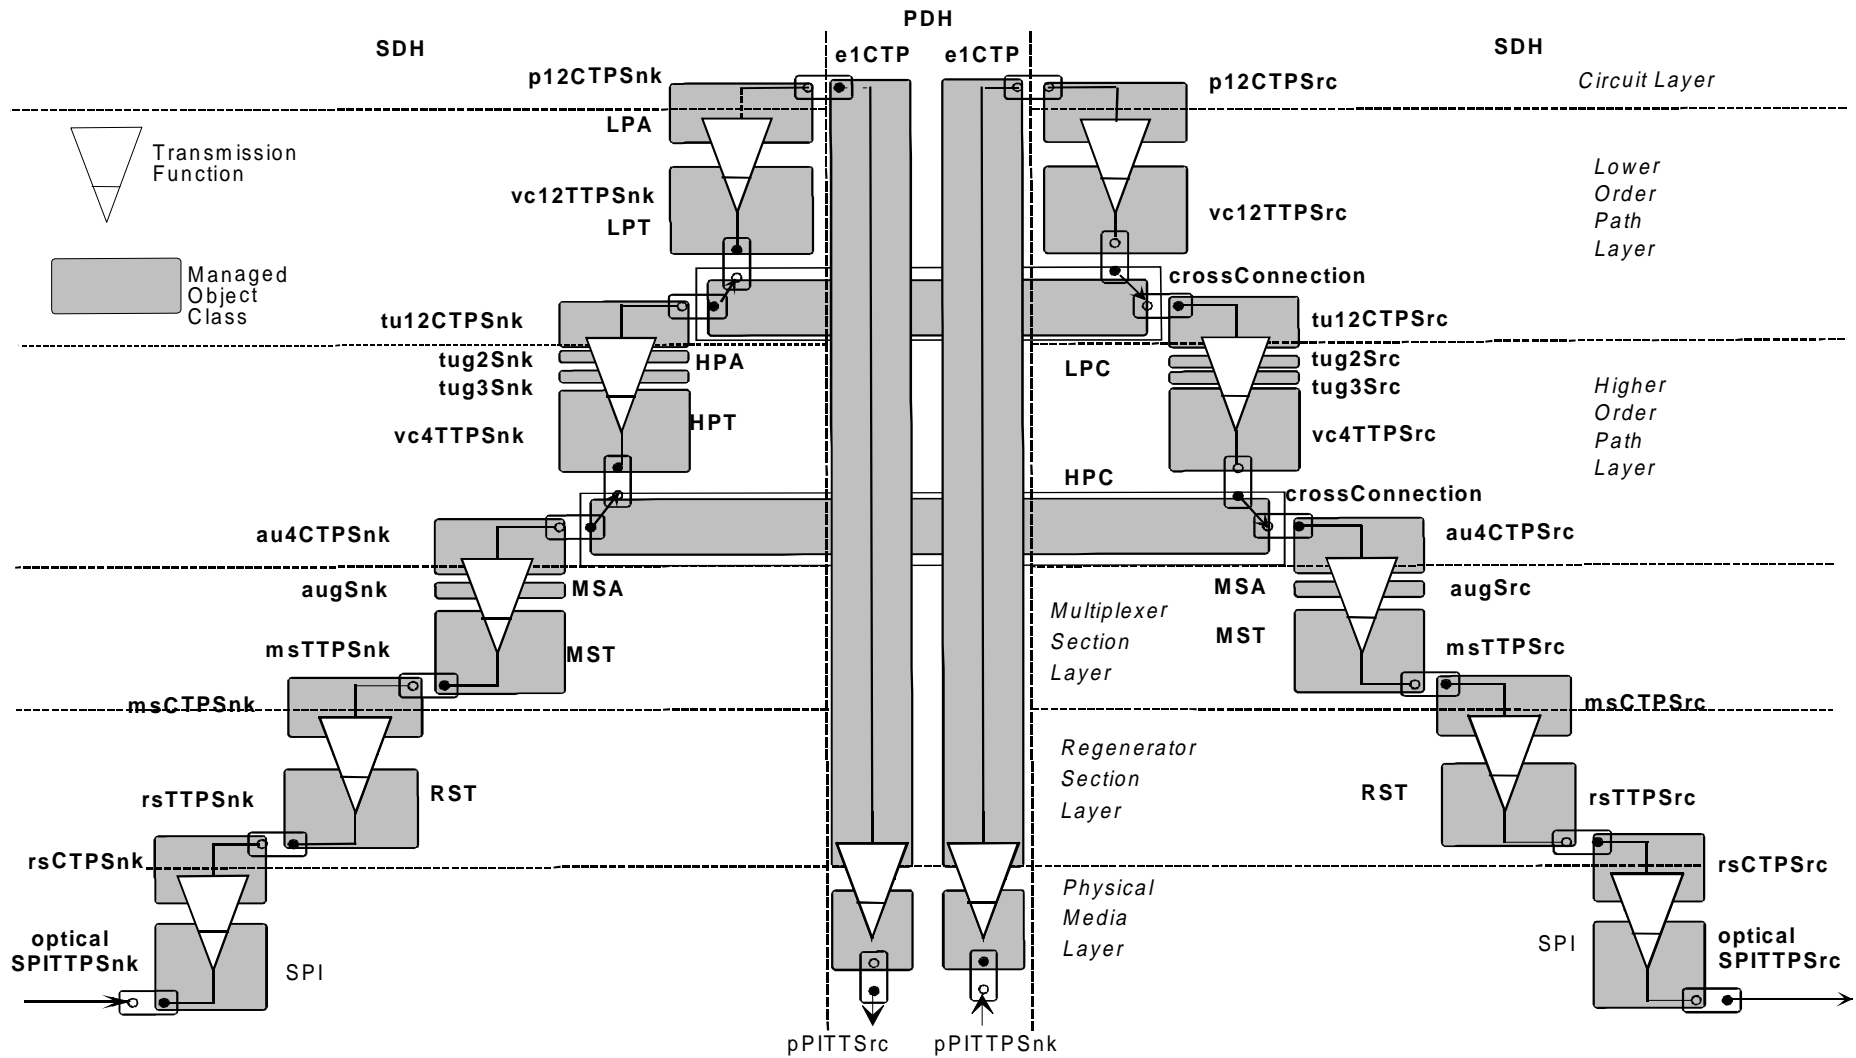 PDH
SDH
SDH
e1CTP
e1CTP
p12CTPSnk
p12CTPSrc
Circuit Layer
LPA
Transmission
Function
Lower
Order
Path
Layer
vc12TTPSnk
LPT
vc12TTPSrc
Managed
Object
Class
crossConnection
tu12CTPSnk
tu12CTPSrc
tug2Snk
HPA
LPC
tug2Src
tug3Snk
tug3Src
Higher
Order
Path
Layer
HPT
vc4TTPSnk
vc4TTPSrc
HPC
crossConnection
au4CTPSnk
au4CTPSrc
augSnk
MSA
MSA
augSrc
Multiplexer
Section
Layer
MST
msTTPSnk
MST
msTTPSrc
msCTPSnk
msCTPSrc
Regenerator
Section
Layer
rsTTPSnk
RST
RST
rsTTPSrc
rsCTPSnk
rsCTPSrc
Physical
Media
Layer
optical
SPITTPSnk
SPI
SPI
optical
SPITTPSrc
pPITTSrc
pPITTPSnk